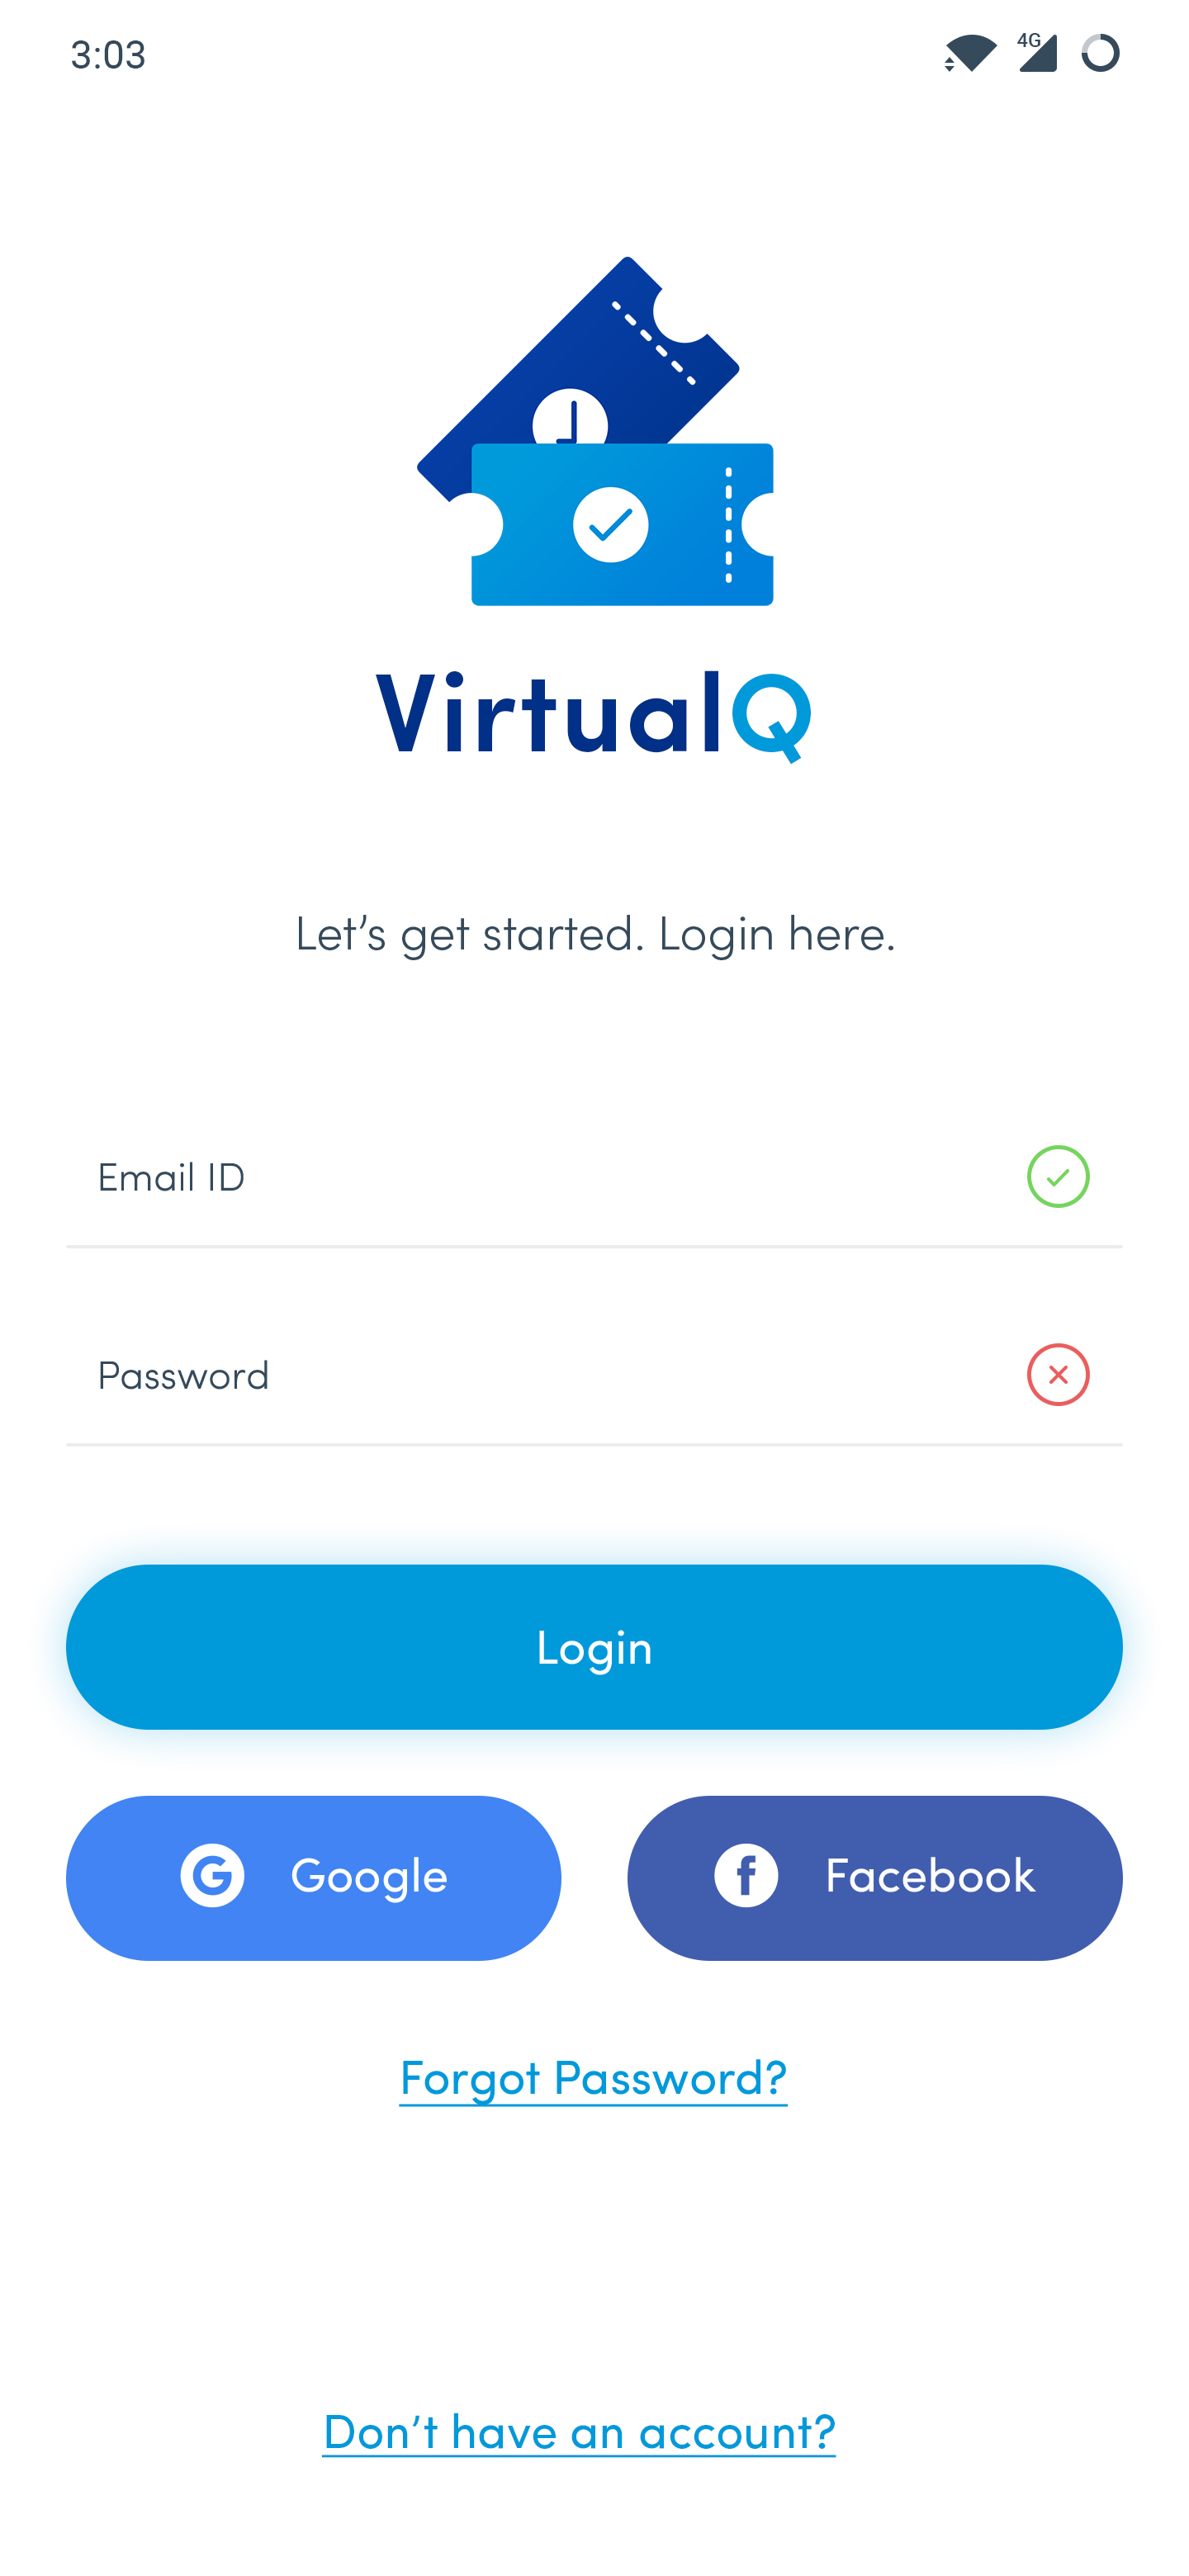 3:03
4G
VirtualQ
Let’s get started. Login here.
Email ID
Password
Login
G Google
f Facebook
Forgot Password?
Don’t have an account?